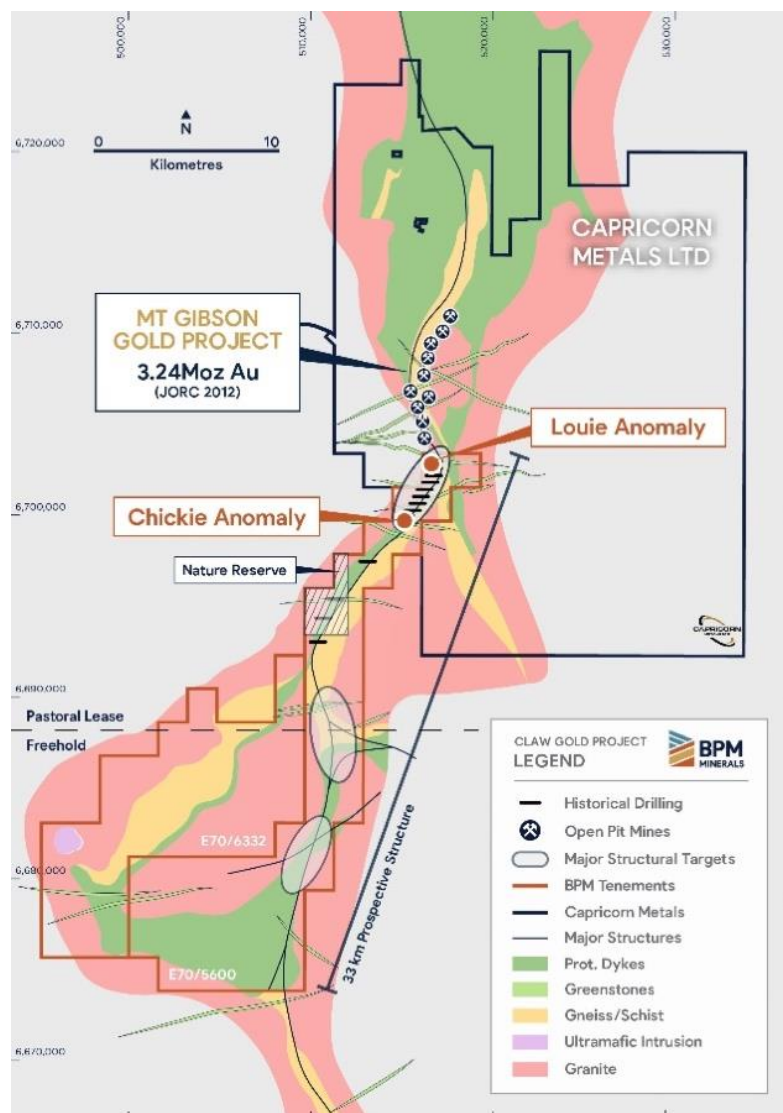 500,000
510,000
520,000
530,000
6,720,000
N
0 10
Kilometres
CAPRICORN
METALS LTD
MT GIBSON
GOLD PROJECT
3.24Moz Au
(JORC 2012)
6,710,000
Louie Anomaly
6,700,000
Chickie Anomaly
Nature Reserve
CAPRICORN
6,690,000
Pastoral Lease
Freehold
E70/6332
6,680,000
E70/5600
33 km Prospective Structure
6,670,000
CLAW GOLD PROJECT
LEGEND
BPM
MINERALS
Historical Drilling
Open Pit Mines
Major Structural Targets
BPM Tenements
Capricorn Metals
Major Structures
Prot. Dykes
Greenstones
Gneiss/Schist
Ultramafic Intrusion
Granite